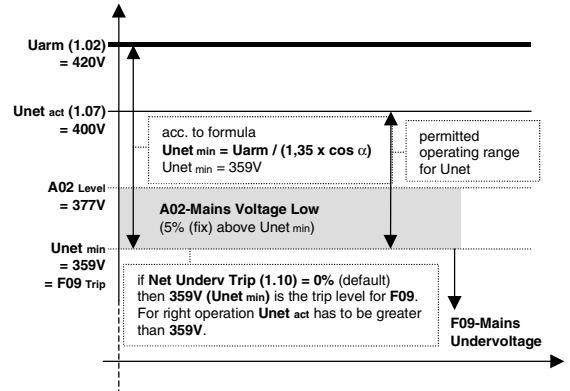 Uarm (1.02)
= 420V
Unet act (1.07)
= 400V
acc. to formula
Unet min = Uarm / (1,35 x cos α)
Unet min = 359V
permitted
operating range
for Unet
A02 Level
= 377V
A02-Mains Voltage Low
(5% (fix) above Unet min)
Unet min
= 359V
= F09 Trip
if Net Underv Trip (1.10) = 0% (default)
then 359V (Unet min) is the trip level for F09.
For right operation Unet act has to be greater
than 359V.
F09-Mains
Undervoltage